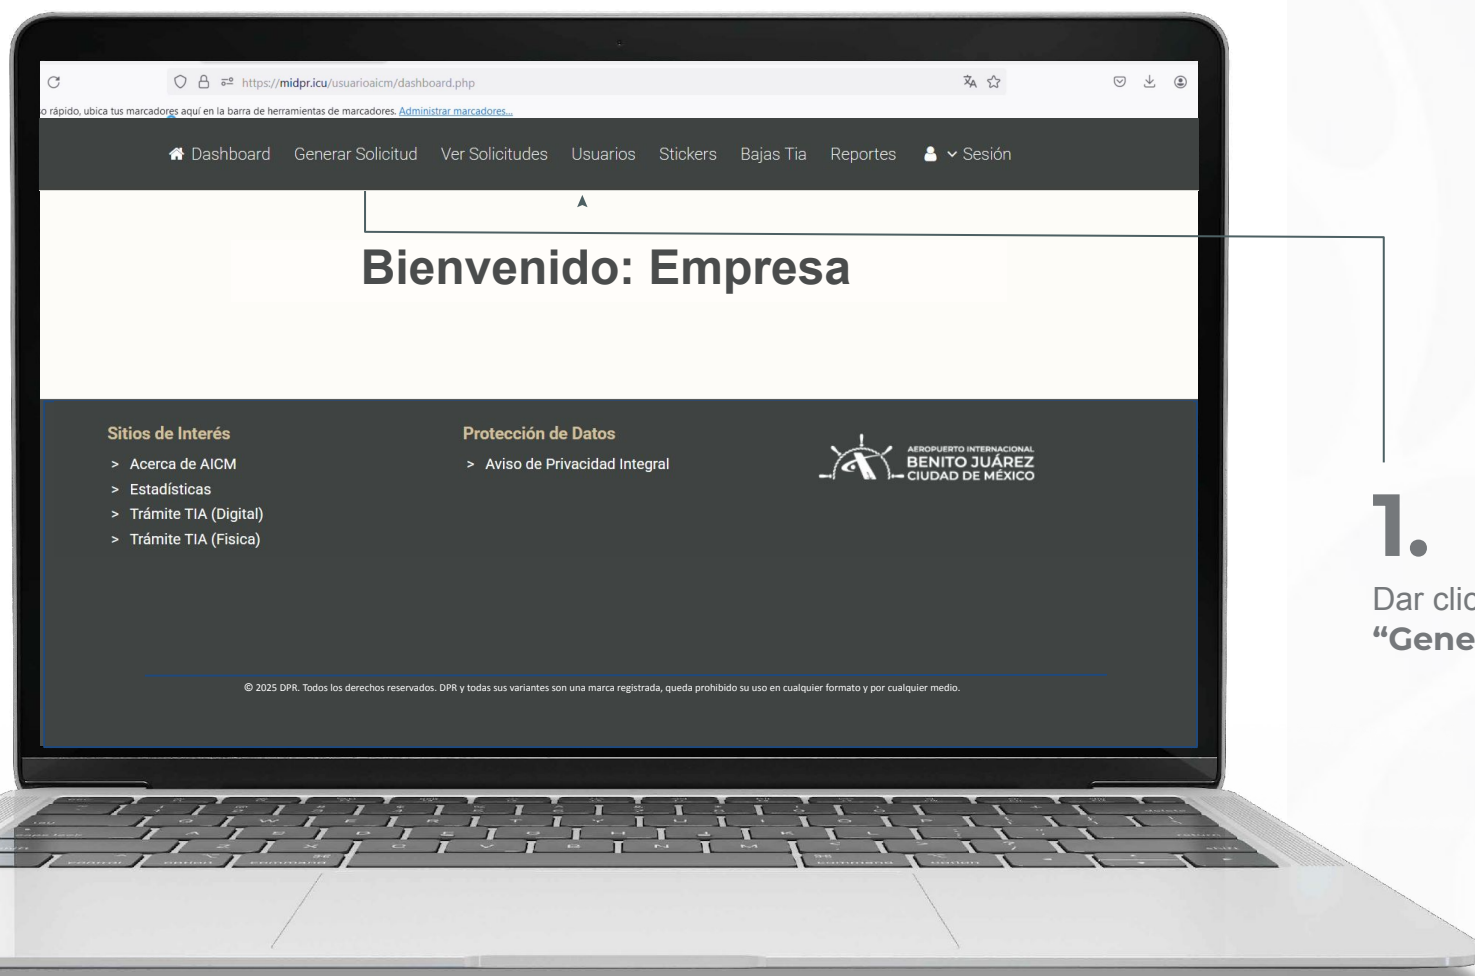 https://midpr.icu/usuarioaicm/dashboard.php
o rápido, ubica tus marcadores aquí en la barra de herramientas de marcadores. Administrar marcadores...
Dashboard Generar Solicitud Ver Solicitudes Usuarios Stickers Bajas Tia Reportes Sesión
Bienvenido: Empresa
Sitios de Interés
> Acerca de AICM
> Estadísticas
> Trámite TIA (Digital)
> Trámite TIA (Fisica)
Protección de Datos
> Aviso de Privacidad Integral
AEROPUERTO INTERNACIONAL
BENITO JUÁREZ
CIUDAD DE MÉXICO
© 2025 DPR. Todos los derechos reservados. DPR y todas sus variantes son una marca registrada, queda prohibido su uso en cualquier formato y por cualquier medio.
1.
Dar clic
“Gene